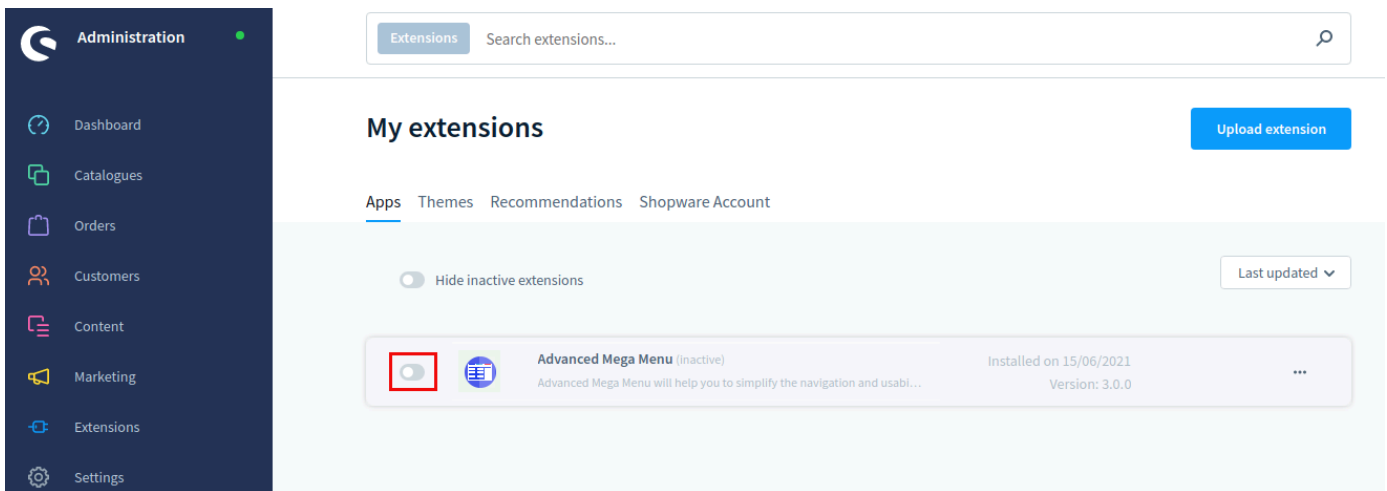 Administration
Extensions Search extensions...
Dashboard
My extensions
Upload extension
Catalogues
Apps Themes Recommendations Shopware Account
Orders
Customers
Hide inactive extensions
Last updated
Content
Advanced Mega Menu (inactive)
Installed on 15/06/2021
Advanced Mega Menu will help you to simplify the navigation and usabi...
Version: 3.0.0
Marketing
Extensions
Settings